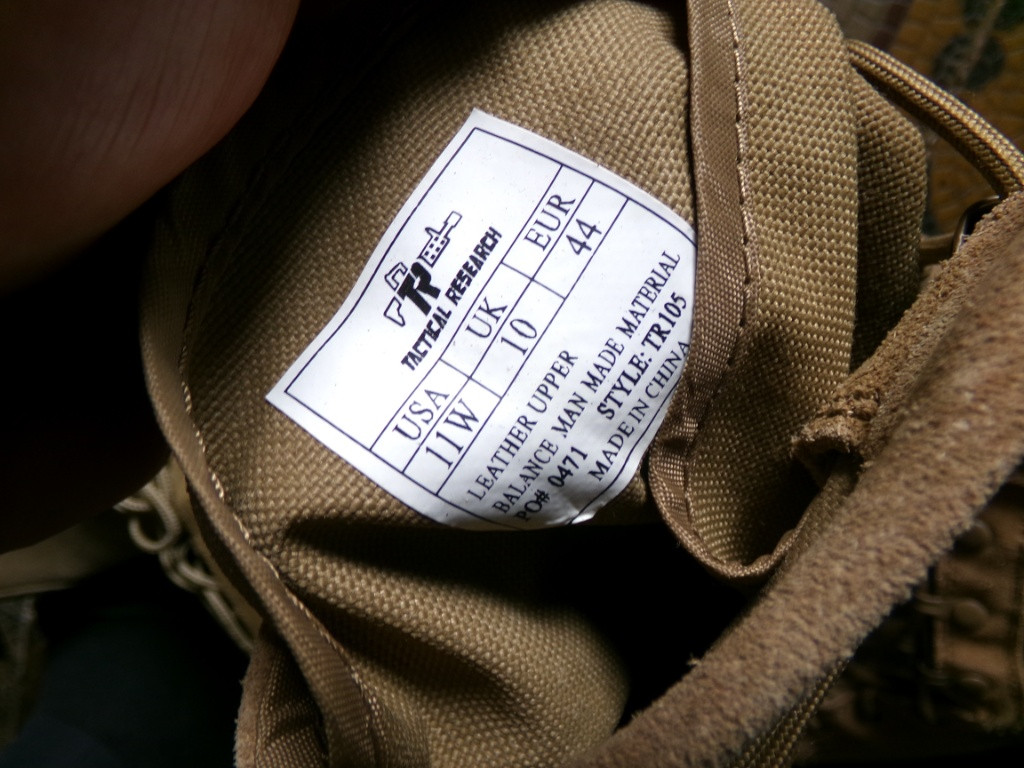 TR
TACTICAL RESEARCH
USA UK EUR
11W 10 44
LEATHER UPPER
BALANCE MAN MADE MATERIAL
PO# 0471 STYLE: TR105
MADE IN CHINA